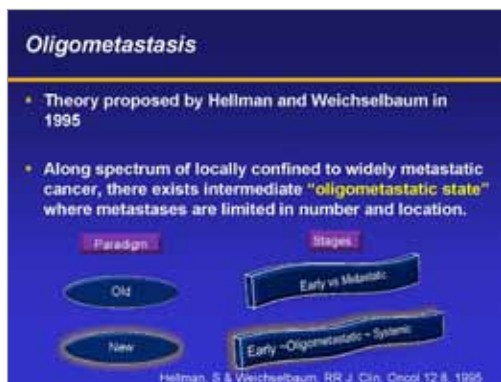 Oligometastasis
Theory proposed by Hellman and Weichselbaum in
1995
Along spectrum of locally confined to widely metastatic
cancer, there exists intermediate "oligometastatic state"
where metastases are limited in number and location.
Paradigm Stages
Old Early vs Metastatic
New Early ~Oligometastatic ~ Systemic
Hellman, S & Weichselbaum, RR J. Clin. Oncol 12:8, 1995